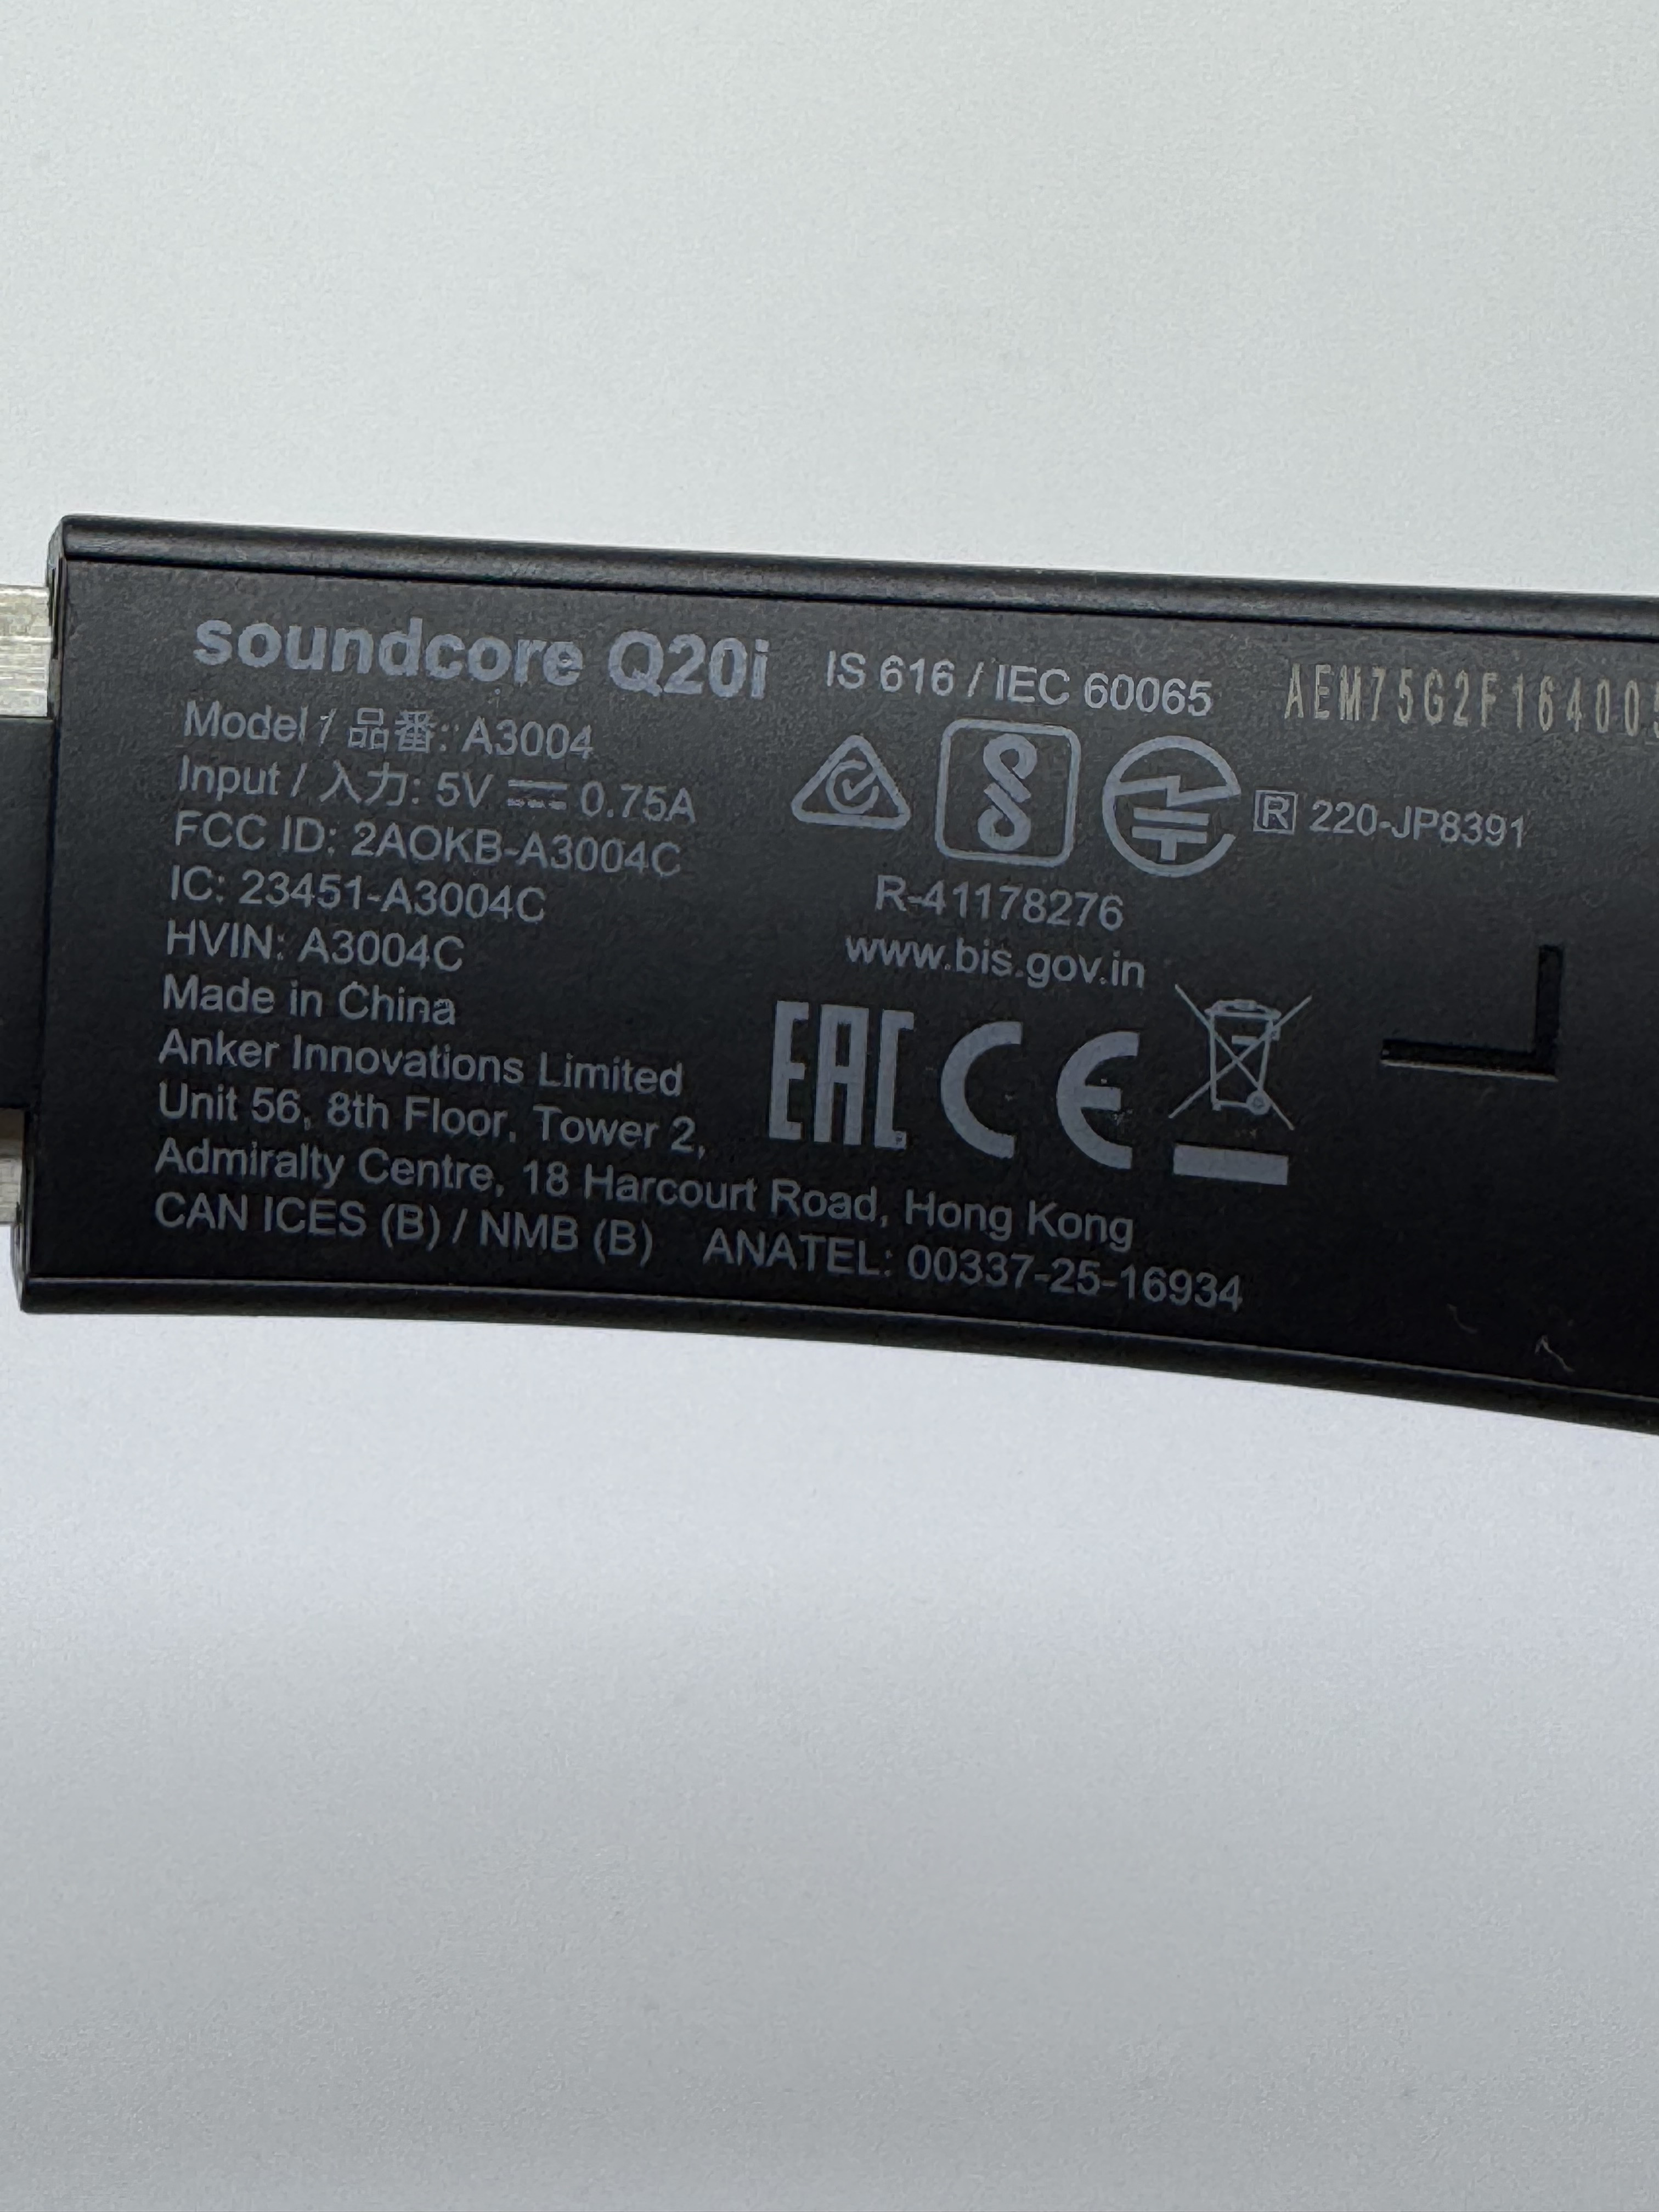 soundcore Q20i IS 616 / IEC 60065
Model / 品番: A3004
Input / 入力: 5V ⎓ 0.75A
FCC ID: 2AOKB-A3004C
IC: 23451-A3004C
HVIN: A3004C
Made in China
Anker Innovations Limited
Unit 56, 8th Floor, Tower 2,
Admiralty Centre, 18 Harcourt Road, Hong Kong
CAN ICES (B) / NMB (B) ANATEL: 00337-25-16934
R 220-JP8391
R-41178276
www.bis.gov.in
EAC CE
L